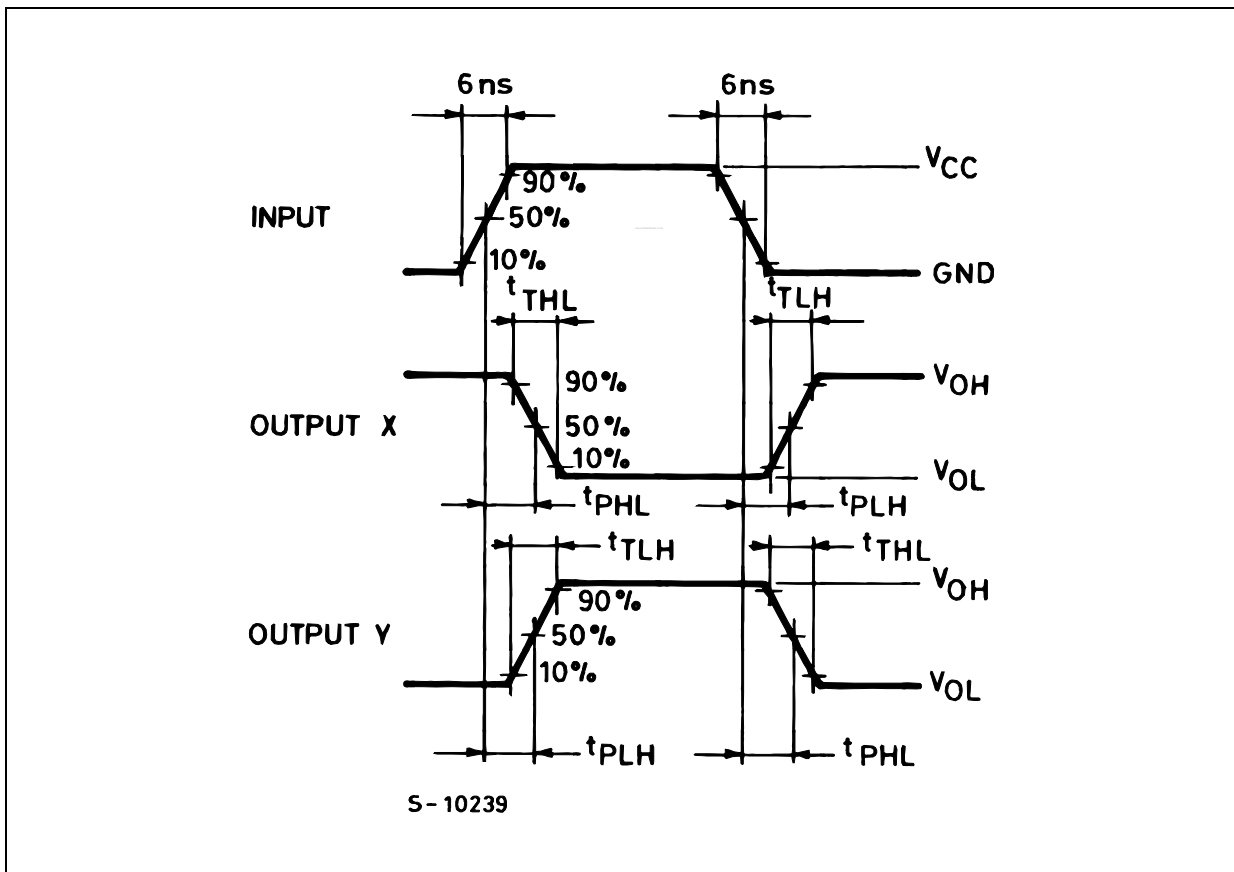 6ns 6ns
VCC
90%
INPUT 50%
10% GND
tTHL tTLH
90% VOH
OUTPUT X 50%
10% VOL
tPHL tPLH
tTLH tTHL
VOH
90%
OUTPUT Y 50%
10% VOL
tPLH tPHL
S-10239